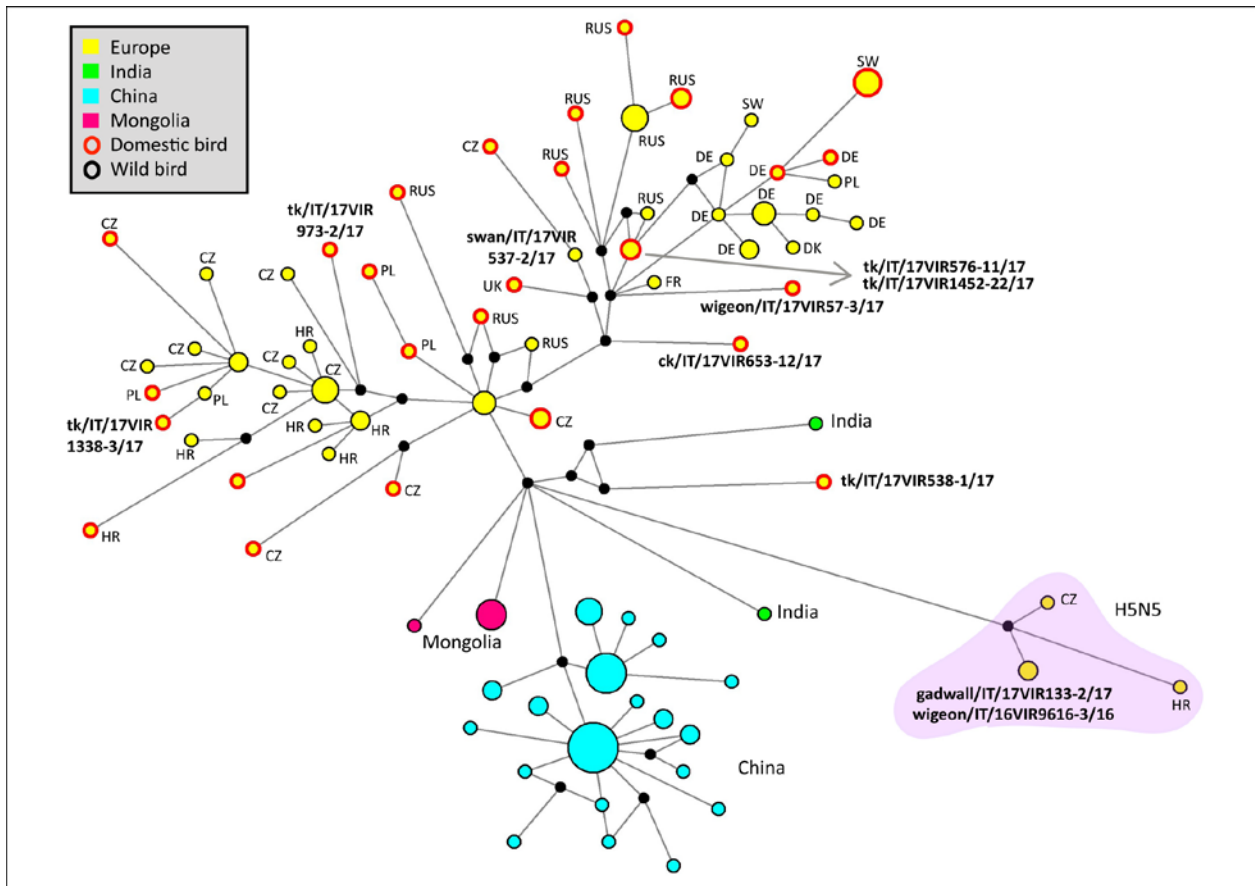 Europe
India
China
Mongolia
Domestic bird
Wild bird
RUS
SW
RUS
RUS
SW
RUS
CZ
DE
DE
RUS
DE
PL
RUS
RUS
DE
DE
DE
DE
DE
DK
tk/IT/17VIR
973-2/17
swan/IT/17VIR
537-2/17
CZ
CZ
CZ
PL
UK
FR
tk/IT/17VIR576-11/17
tk/IT/17VIR1452-22/17
wigeon/IT/17VIR57-3/17
RUS
HR
RUS
CZ
CZ
CZ
CZ
PL
ck/IT/17VIR653-12/17
PL
PL
CZ
tk/IT/17VIR
1338-3/17
HR
HR
CZ
India
HR
HR
CZ
tk/IT/17VIR538-1/17
HR
CZ
Mongolia
India
CZ
H5N5
gadwall/IT/17VIR133-2/17
wigeon/IT/16VIR9616-3/16
HR
China